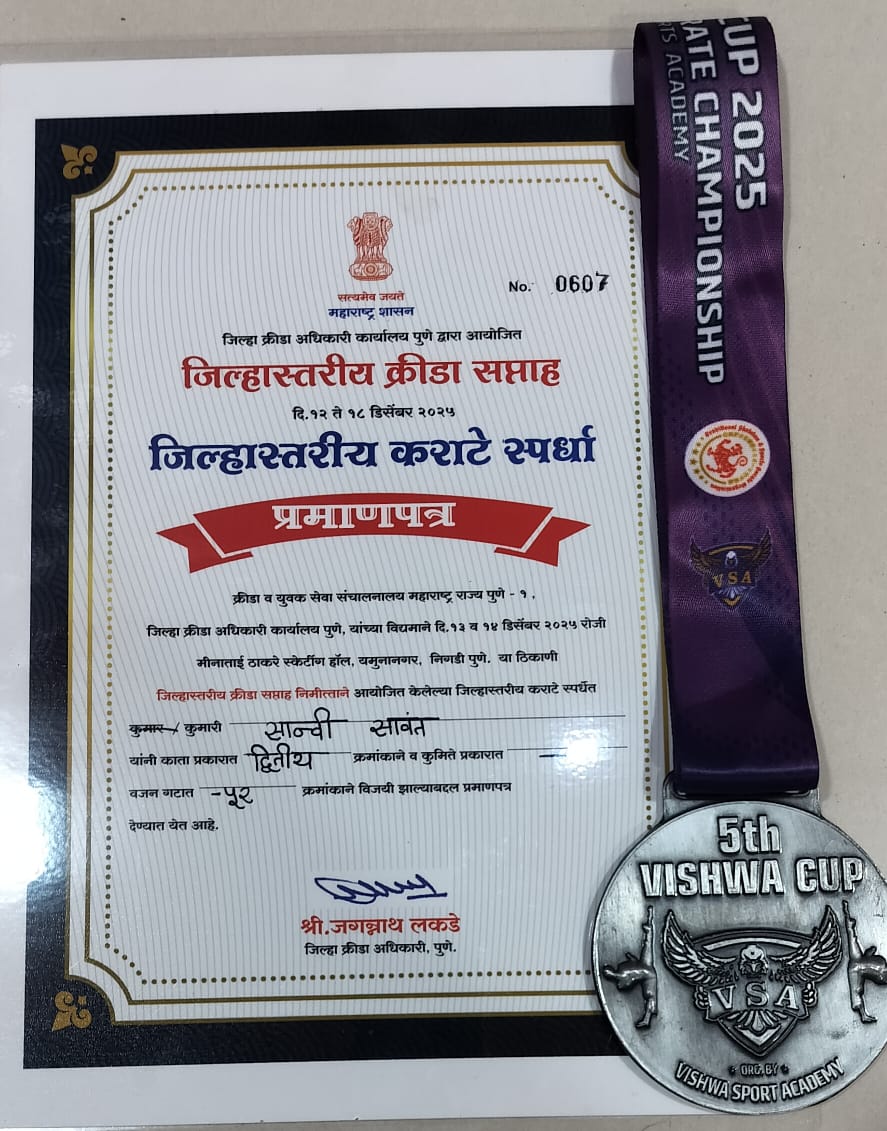 सत्यमेव जयते
महाराष्ट्र शासन
No. 0607
जिल्हा क्रीडा अधिकारी कार्यालय पुणे द्वारा आयोजित
जिल्हास्तरीय क्रीडा सप्ताह
दि.१२ ते १८ डिसेंबर २०२५
जिल्हास्तरीय कराटे स्पर्धा
प्रमाणपत्र
क्रीडा व युवक सेवा संचालनालय महाराष्ट्र राज्य पुणे - १ ,
जिल्हा क्रीडा अधिकारी कार्यालय पुणे, यांच्या विद्यमाने दि.१३ व १४ डिसेंबर २०२५ रोजी
मीनाताई ठाकरे स्केटींग हॉल, यमुनानगर, निगडी पुणे. या ठिकाणी
जिल्हास्तरीय क्रीडा सप्ताह निमीत्ताने आयोजित केलेल्या जिल्हास्तरीय कराटे स्पर्धेत
कुमार / कुमारी सान्वी सावंत
यांनी काता प्रकारात द्वितीय क्रमांकाने व कुमिते प्रकारात —
वजन गटात - क्रमांकाने विजयी झाल्याबद्दल प्रमाणपत्र
देण्यात येत आहे.
श्री.जगन्नाथ लकडे
जिल्हा क्रीडा अधिकारी, पुणे.
CUP 2025
RATE CHAMPIONSHIP
RTS ACADEMY
VSA
5th
VISHWA CUP
VSA
ORG.BY
VISHWA SPORT ACADEMY